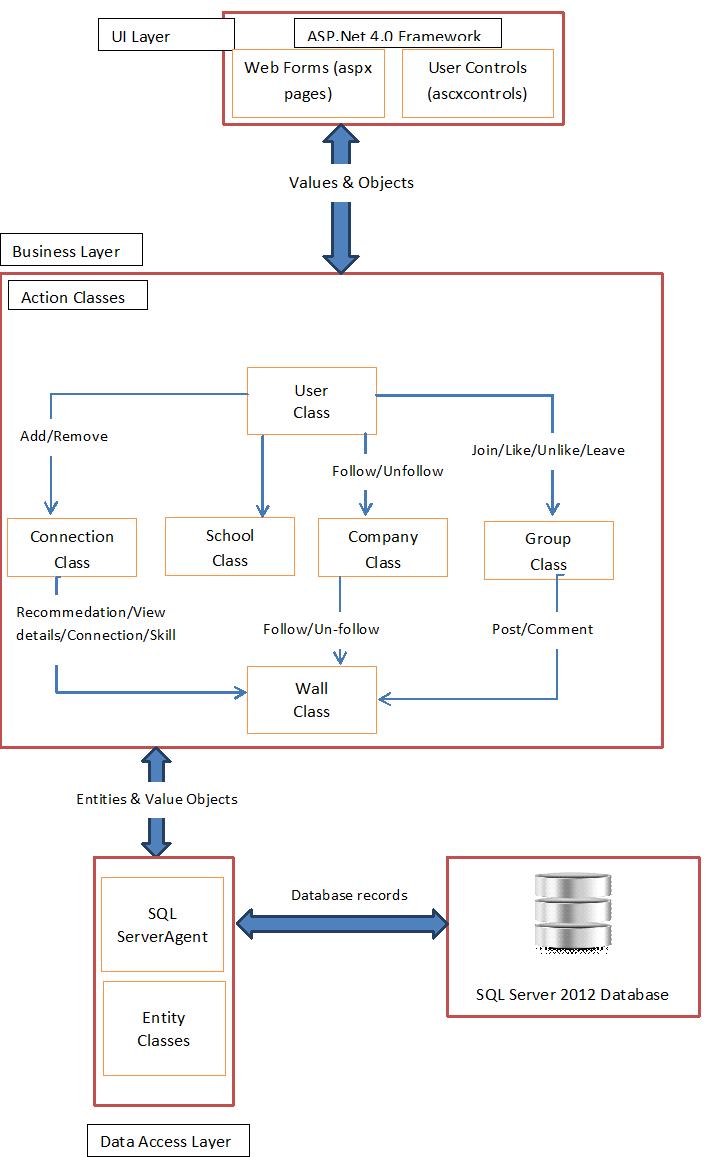 UI Layer
ASP.Net 4.0 Framework
Web Forms (aspx
pages)
User Controls
(ascxcontrols)
Values & Objects
Business Layer
Action Classes
User
Class
Add/Remove
Follow/Unfollow
Join/Like/Unlike/Leave
Connection
Class
School
Class
Company
Class
Group
Class
Recommedation/View
details/Connection/Skill
Follow/Un-follow
Post/Comment
Wall
Class
Entities & Value Objects
SQL
ServerAgent
Database records
SQL Server 2012 Database
Entity
Classes
Data Access Layer